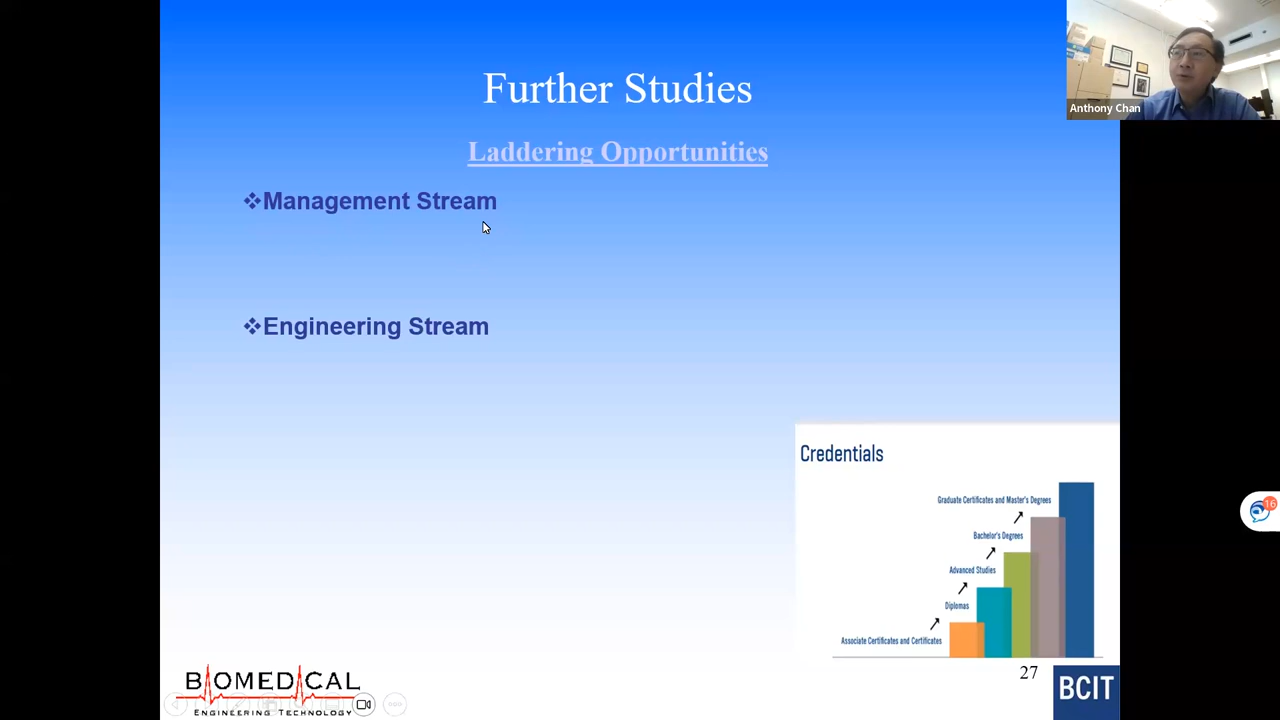 Further Studies
Laddering Opportunities
❖Management Stream
❖Engineering Stream
Anthony Chan
16
Credentials
Graduate Certificates and Master's Degrees
Bachelor's Degrees
Advanced Studies
Diplomas
Associate Certificates and Certificates
BIOMEDICAL
ENGINEERING TECHNOLOGY
27
BCIT